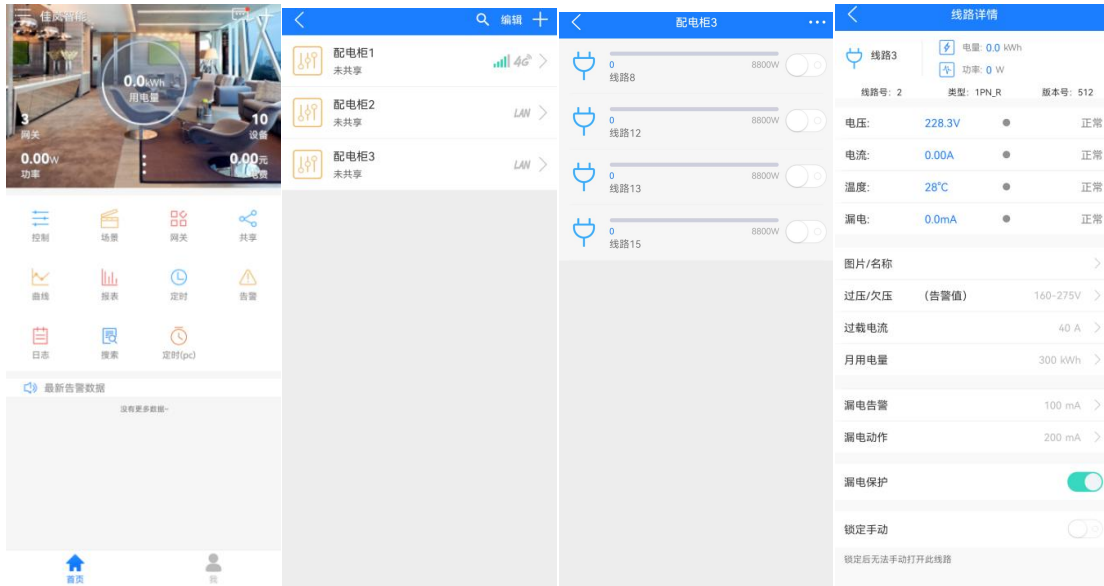 佳风智能
0.0kWh
用电量
3
网关
10
设备
0.00w
功率
0.00元
电费
控制
场景
网关
共享
曲线
报表
定时
告警
日志
搜索
定时(pc)
最新告警数据
没有更多数据~
首页
我
编辑
配电柜1
未共享
4G
配电柜2
未共享
LAN
配电柜3
未共享
LAN
配电柜3
0
8800W
线路8
0
8800W
线路12
0
8800W
线路13
0
8800W
线路15
线路详情
线路3
电量: 0.0 kWh
功率: 0 W
线路号: 2 类型: 1PN_R 版本号: 512
电压: 228.3V 正常
电流: 0.00A 正常
温度: 28°C 正常
漏电: 0.0mA 正常
图片/名称
过压/欠压 (告警值) 160-275V
过载电流 40 A
月用电量 300 kWh
漏电告警 100 mA
漏电动作 200 mA
漏电保护
锁定手动
锁定后无法手动打开此线路